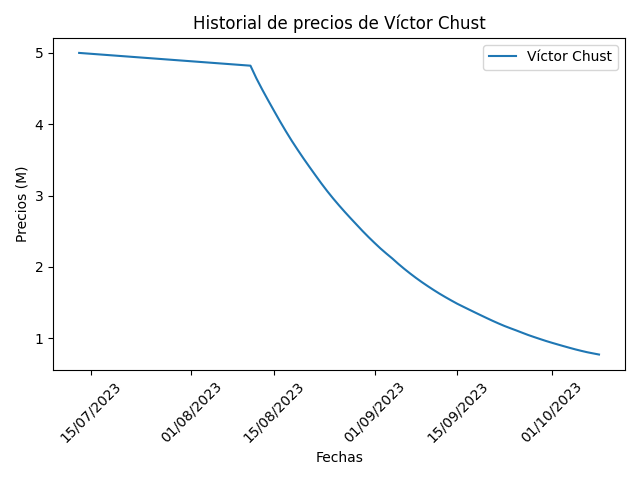 Historial de precios de Víctor Chust
Víctor Chust
Precios (M)
5
4
3
2
1
15/07/2023
01/08/2023
15/08/2023
01/09/2023
15/09/2023
01/10/2023
Fechas